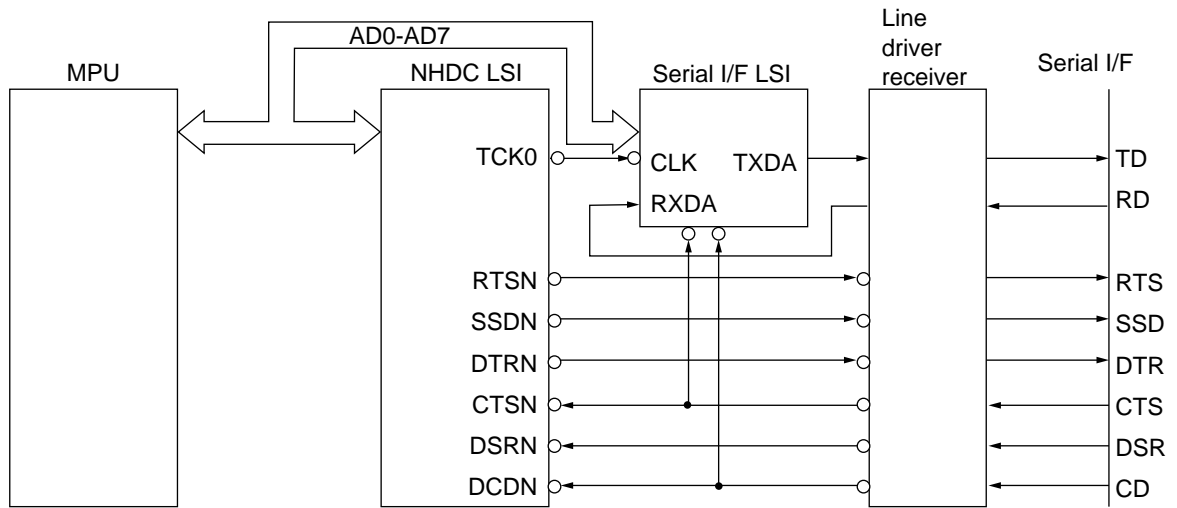 Line
driver
receiver
AD0-AD7
MPU
NHDC LSI
Serial I/F LSI
Serial I/F
TCK0
CLK
TXDA
TD
RXDA
RD
RTSN
RTS
SSDN
SSD
DTRN
DTR
CTSN
CTS
DSRN
DSR
DCDN
CD